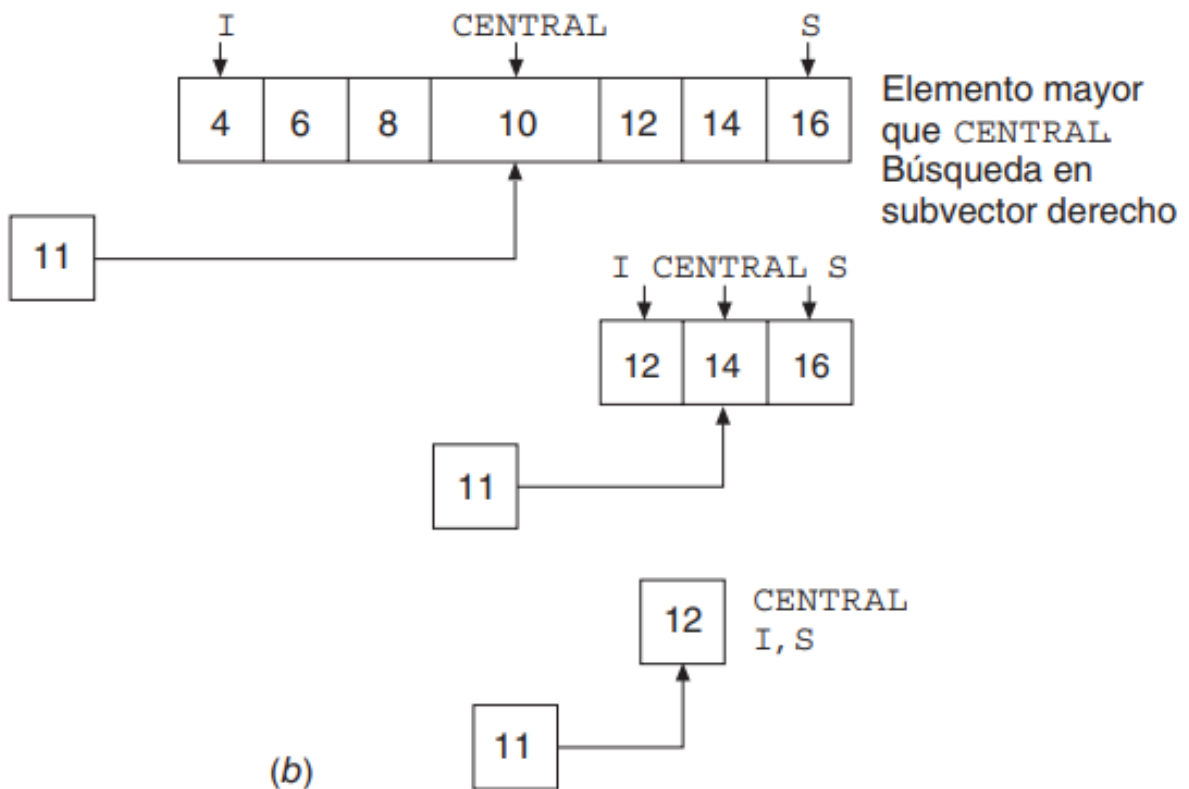 I CENTRAL S
4 6 8 10 12 14 16
Elemento mayor
que CENTRAL
Búsqueda en
subvector derecho
11
I CENTRAL S
12 14 16
11
12
CENTRAL
I, S
11
(b)